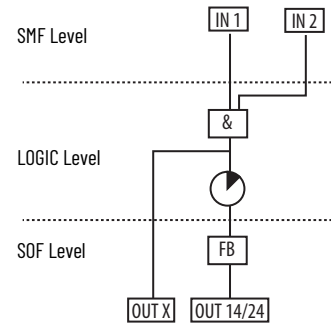 IN 1
IN 2
SMF Level
&
LOGIC Level
SOF Level
FB
OUT X
OUT 14/24